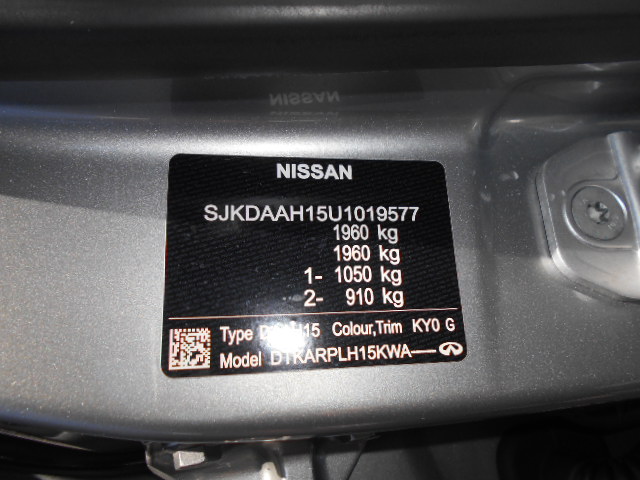 NISSAN
SJKDAAH15U1019577
1960 kg
1960 kg
1- 1050 kg
2- 910 kg
Type Colour,Trim KY0 G
Model DTKARPLH15KWA—